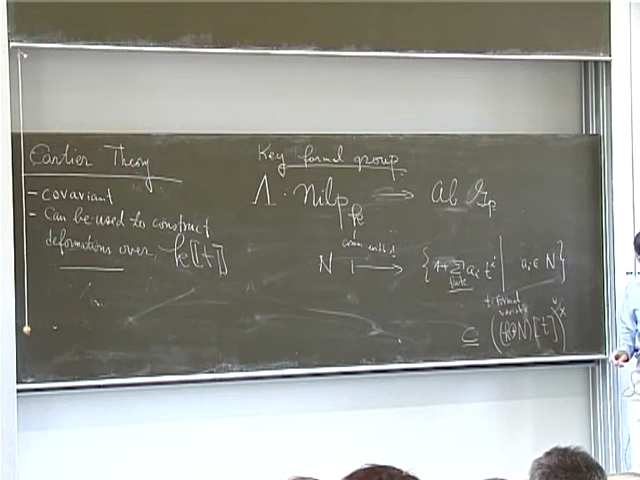 Cartier Theory
- covariant
- Can be used to construct
deformations over k[[t]]
Key formal group
Λ : Nilp_k → Ab Grp
comm with 1
N ↦ { 1+ Σ a_i t^i | a_i ∈ N }
finite
t: formal
variable
⊆ ((k⊕N)[t])^×